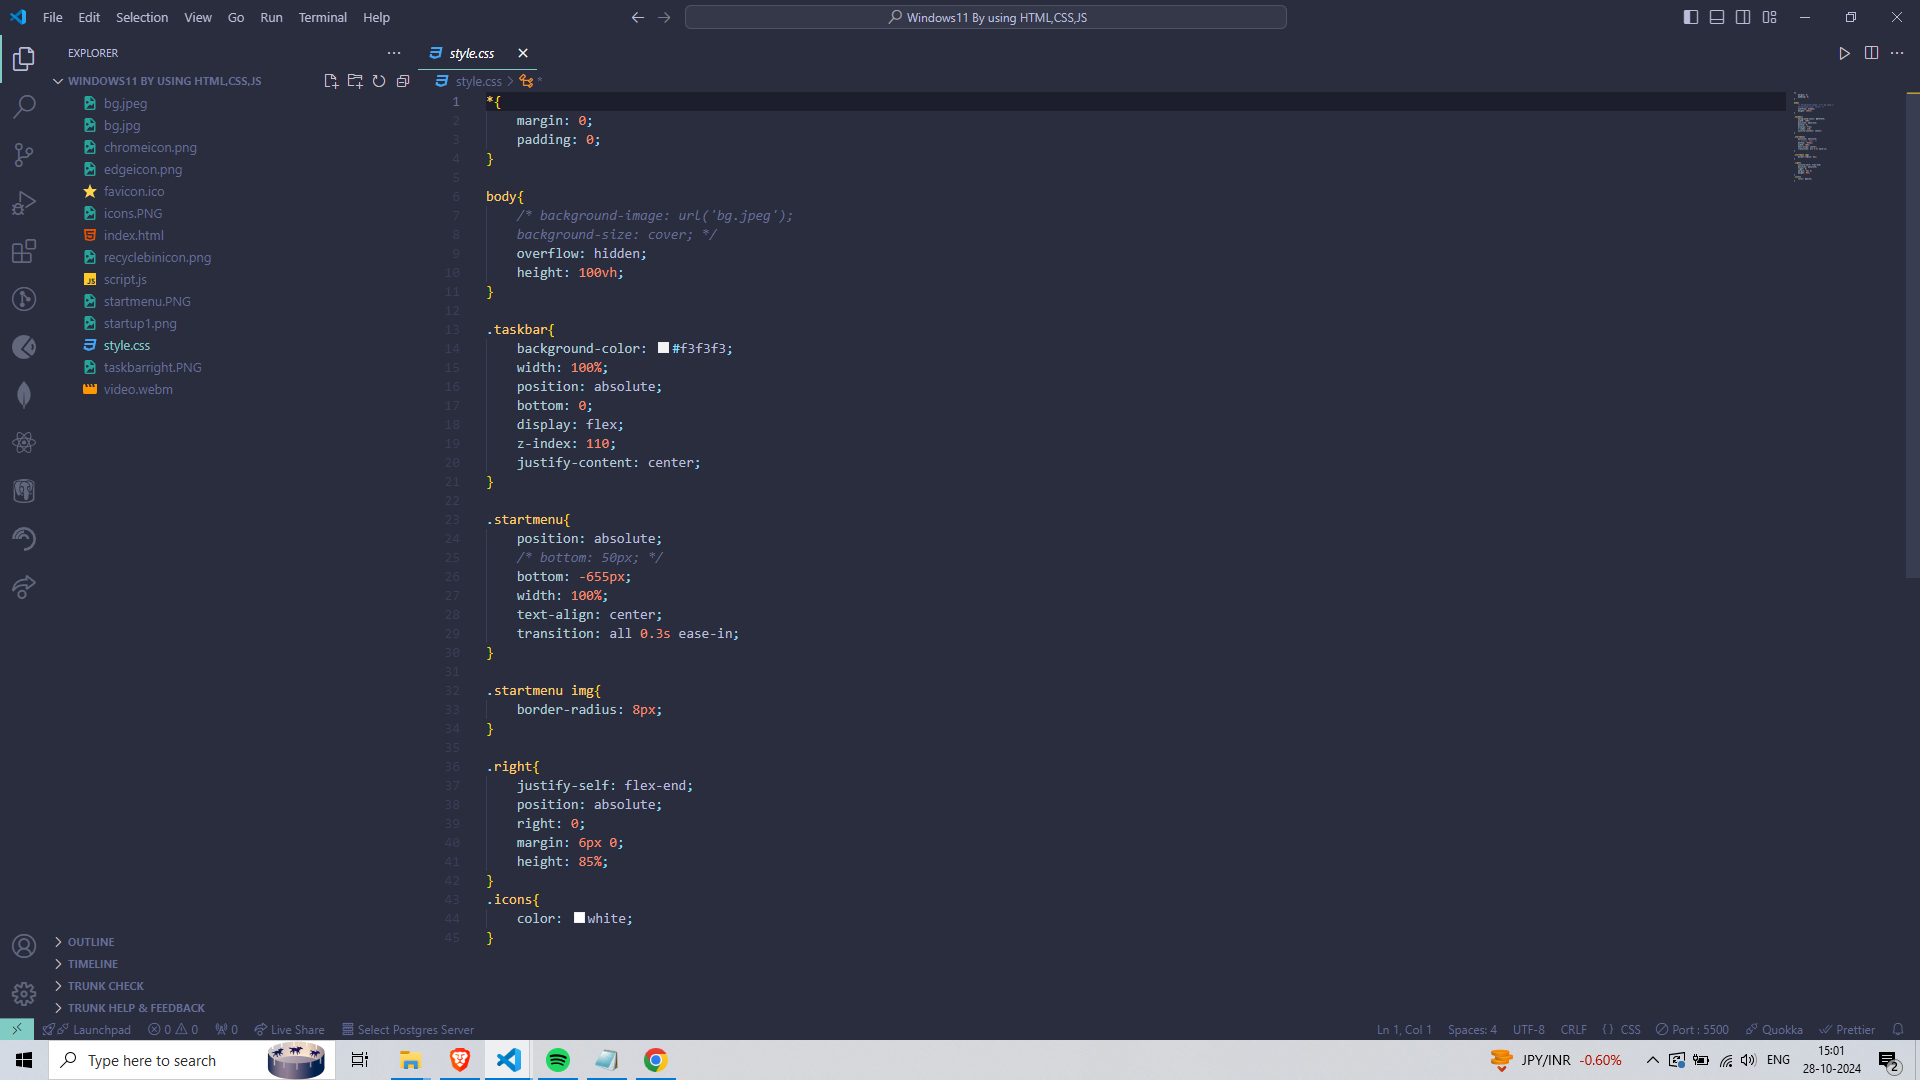 File Edit Selection View Go Run Terminal Help
Windows11 By using HTML,CSS,JS
EXPLORER
WINDOWS11 BY USING HTML,CSS,JS
bg.jpeg
bg.jpg
chromeicon.png
edgeicon.png
favicon.ico
icons.PNG
index.html
recyclebinicon.png
script.js
startmenu.PNG
startup1.png
style.css
taskbarright.PNG
video.webm
OUTLINE
TIMELINE
TRUNK CHECK
TRUNK HELP & FEEDBACK
style.css
style.css > *
1 *{
2 margin: 0;
3 padding: 0;
4 }
5
6 body{
7 /* background-image: url('bg.jpeg');
8 background-size: cover; */
9 overflow: hidden;
10 height: 100vh;
11 }
12
13 .taskbar{
14 background-color: #f3f3f3;
15 width: 100%;
16 position: absolute;
17 bottom: 0;
18 display: flex;
19 z-index: 110;
20 justify-content: center;
21 }
22
23 .startmenu{
24 position: absolute;
25 /* bottom: 50px; */
26 bottom: -655px;
27 width: 100%;
28 text-align: center;
29 transition: all 0.3s ease-in;
30 }
31
32 .startmenu img{
33 border-radius: 8px;
34 }
35
36 .right{
37 justify-self: flex-end;
38 position: absolute;
39 right: 0;
40 margin: 6px 0;
41 height: 85%;
42 }
43 .icons{
44 color: white;
45 }
Launchpad 0 0 0 Live Share Select Postgres Server
Ln 1, Col 1 Spaces: 4 UTF-8 CRLF {} CSS Port : 5500 Quokka Prettier
Type here to search
JPY/INR -0.60% ENG
15:01
28-10-2024
2